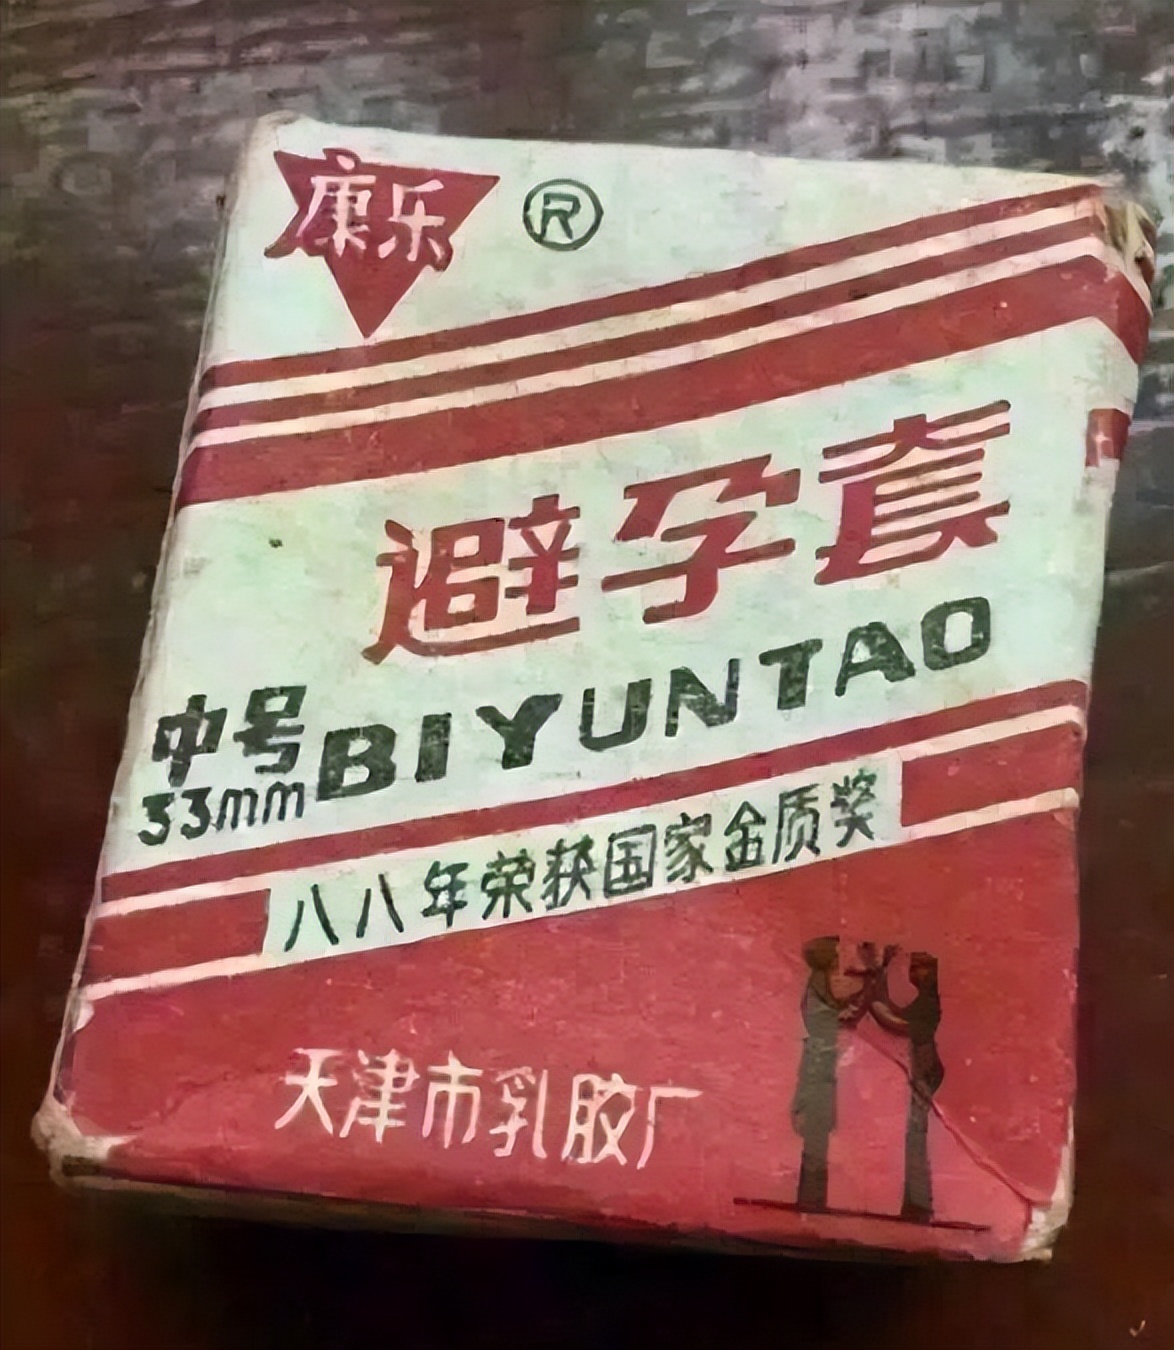 康乐 ®
避孕套
BIYUNTAO
中号
33mm
八八年荣获国家金质奖
天津市乳胶厂